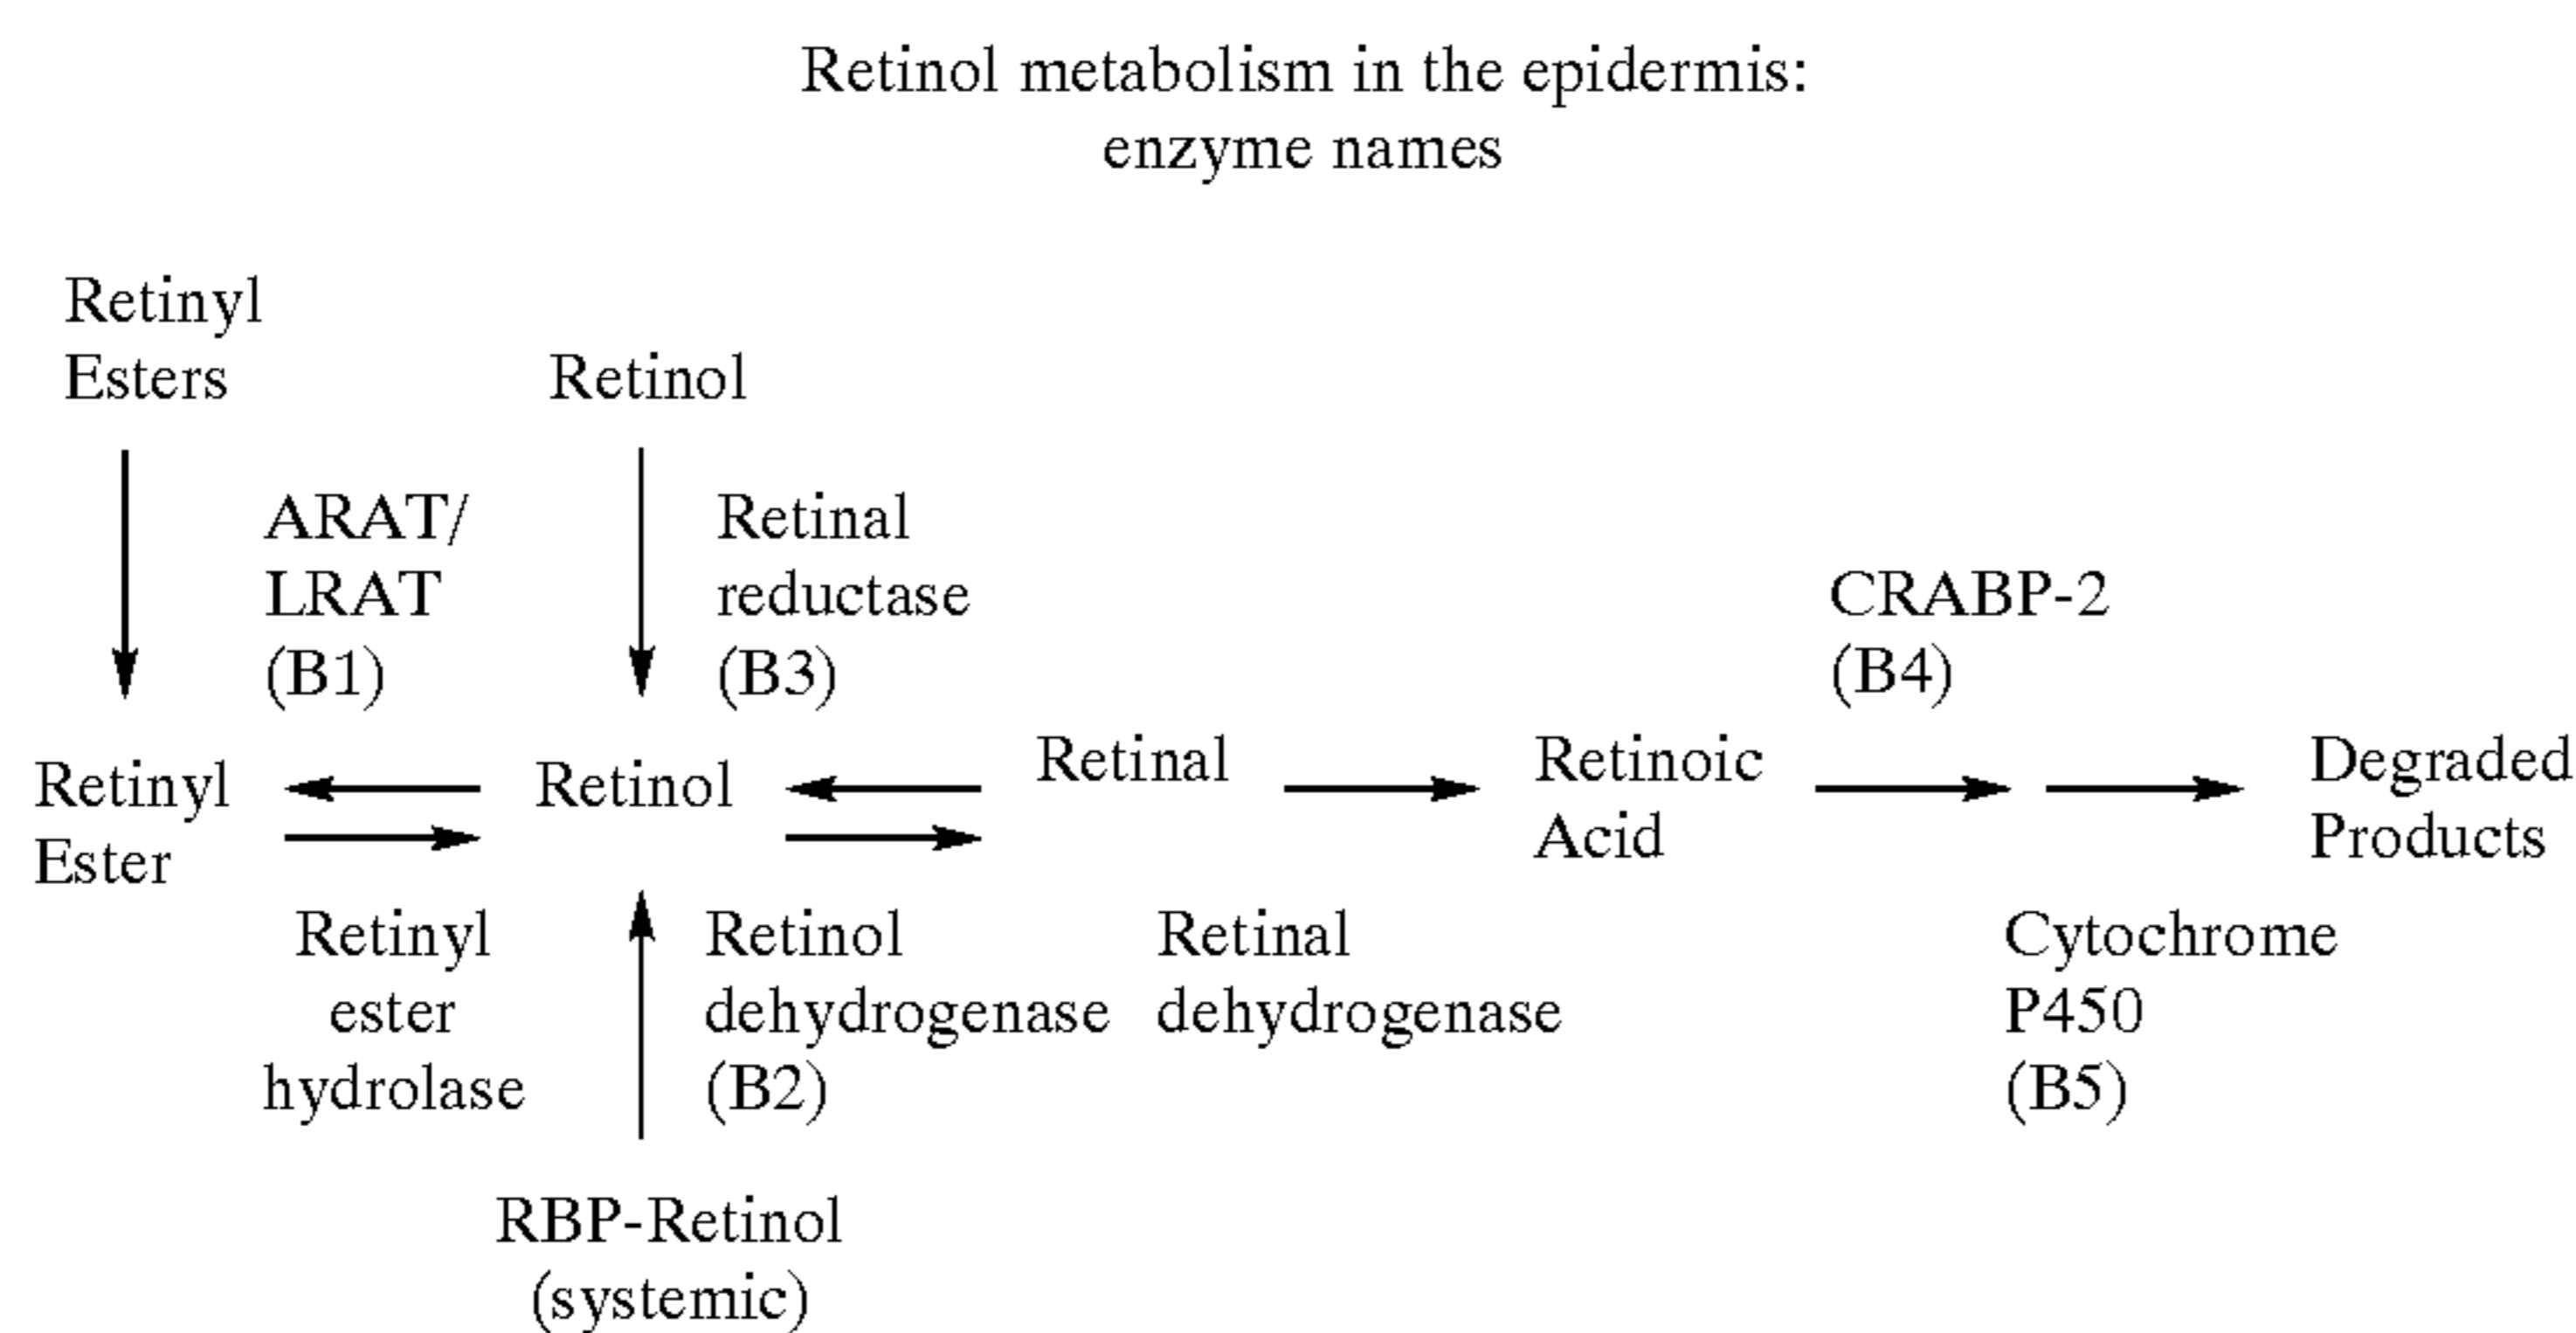 Retinol metabolism in the epidermis:
enzyme names
Retinyl
Esters
Retinol
ARAT/
LRAT
(B1)
Retinal
reductase
(B3)
CRABP-2
(B4)
Retinyl
Ester
Retinol
Retinal
Retinoic
Acid
Degraded
Products
Retinyl
ester
hydrolase
Retinol
dehydrogenase
(B2)
Retinal
dehydrogenase
Cytochrome
P450
(B5)
RBP-Retinol
(systemic)